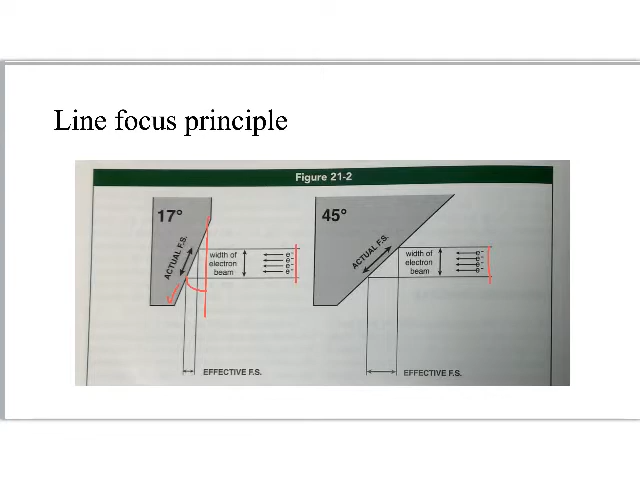 Line focus principle
Figure 21-2
17°
ACTUAL F.S.
width of
electron
beam
e-
e-
e-
e-
EFFECTIVE F.S.
45°
ACTUAL F.S.
width of
electron
beam
e-
e-
e-
e-
EFFECTIVE F.S.